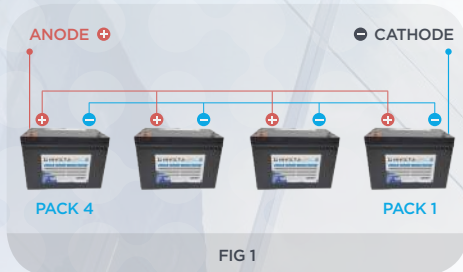 ANODE +
− CATHODE
+ − + − + − + −
PACK 4
PACK 1
FIG 1